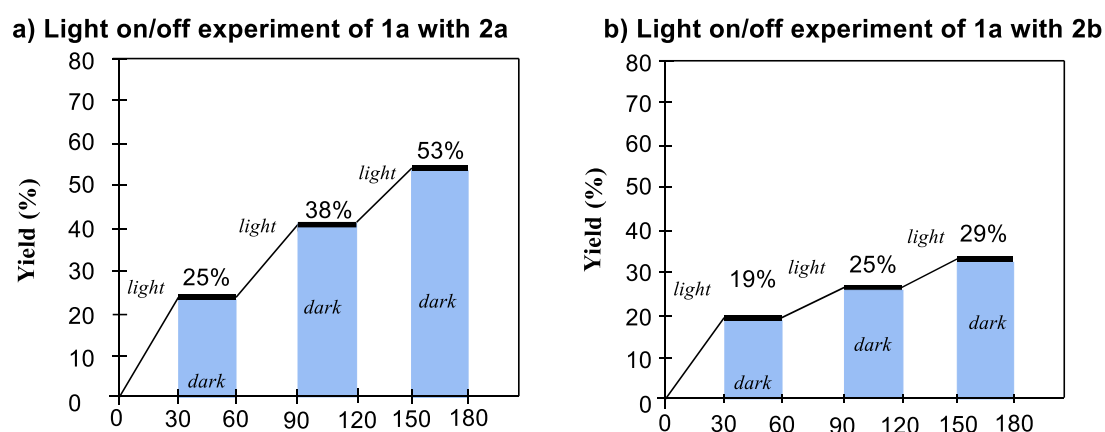 a) Light on/off experiment of 1a with 2a
80
70
60
50
40
30
20
10
0
Yield (%)
light
25%
dark
light
38%
dark
light
53%
dark
0 30 60 90 120 150 180
b) Light on/off experiment of 1a with 2b
80
70
60
50
40
30
20
10
0
Yield (%)
light
19%
dark
light
25%
dark
light
29%
dark
0 30 60 90 120 150 180